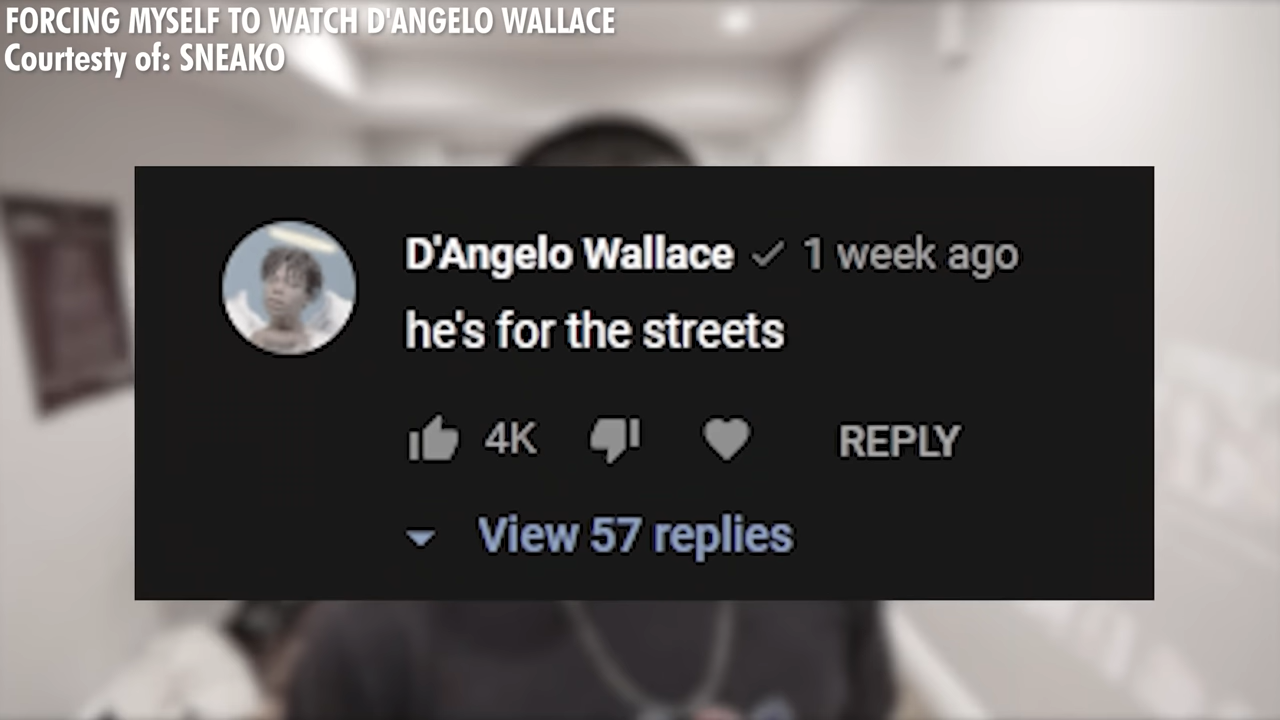 FORCING MYSELF TO WATCH D'ANGELO WALLACE
Courtesty of: SNEAKO
D'Angelo Wallace ✓ 1 week ago
he's for the streets
4K REPLY
View 57 replies